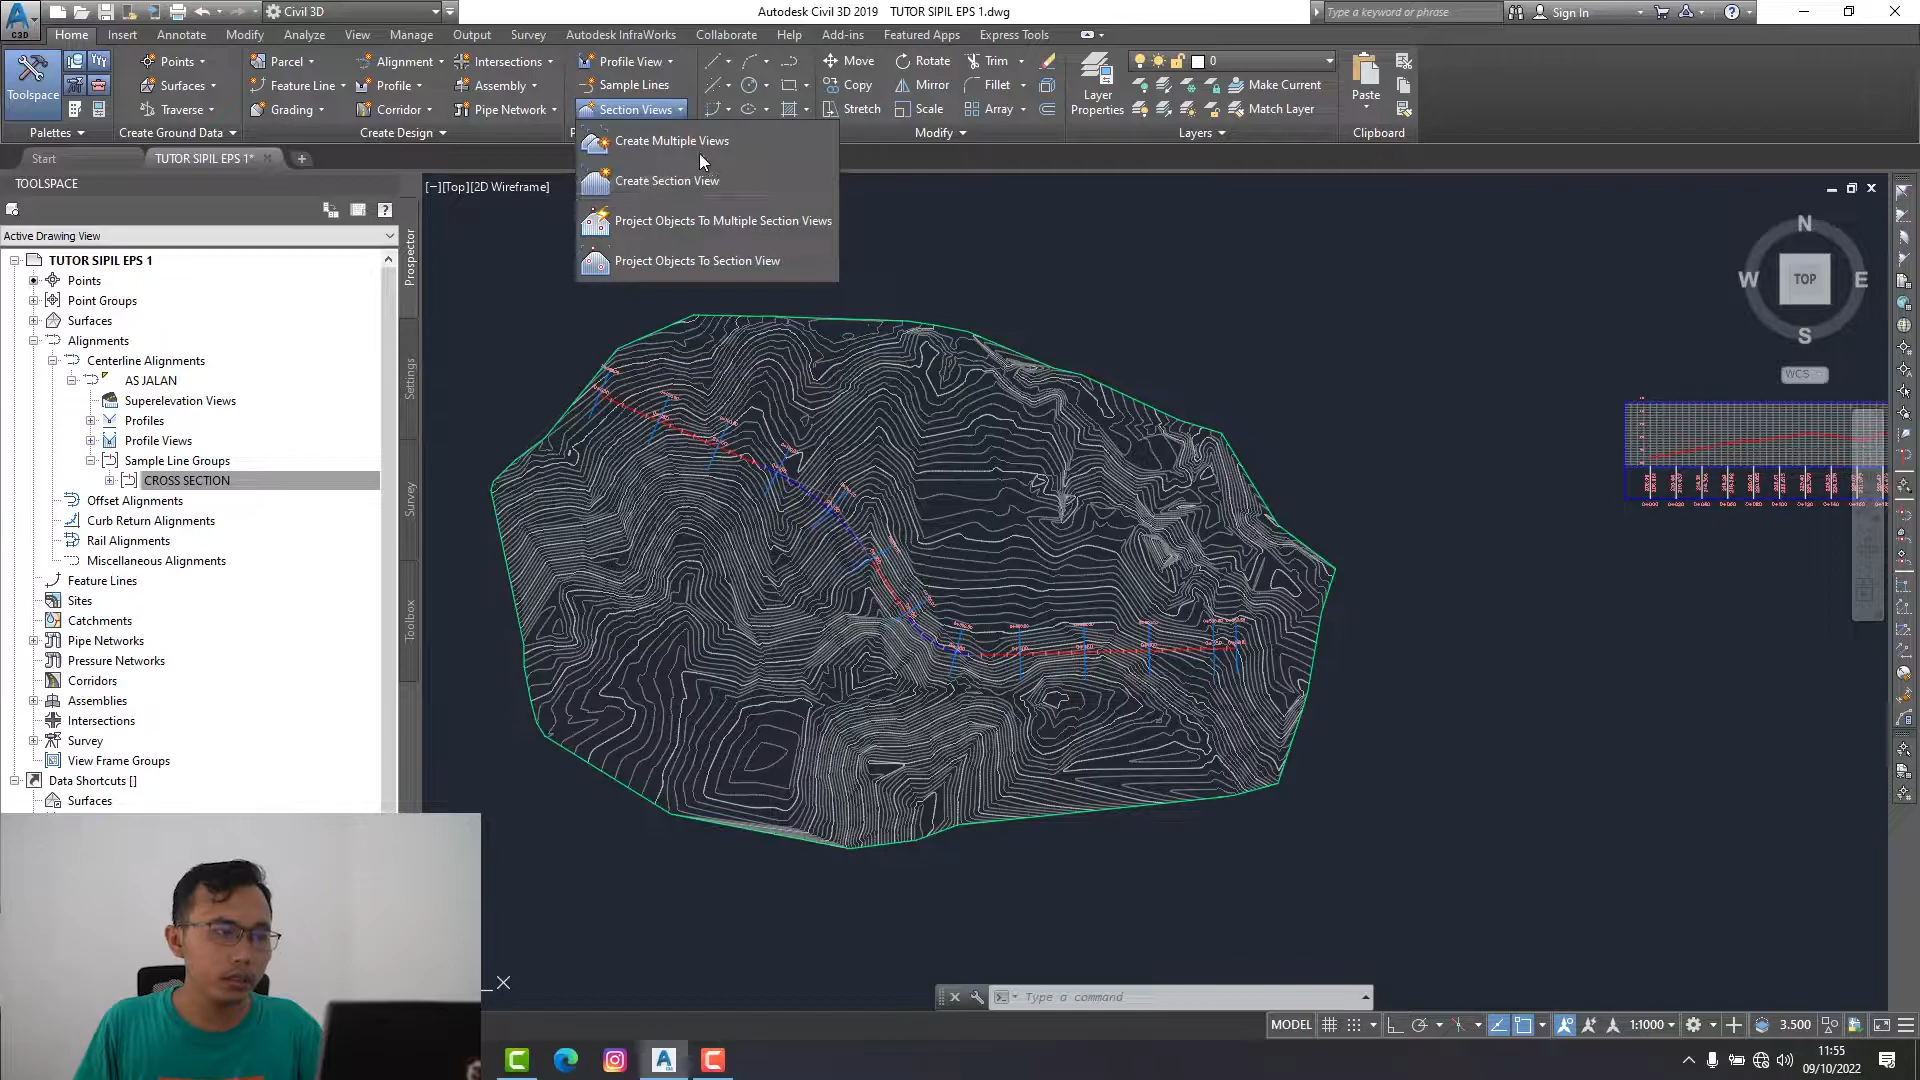 Civil 3D
Autodesk Civil 3D 2019 TUTOR SIPIL EPS 1.dwg
Type a keyword or phrase
Sign In
C3D
Home Insert Annotate Modify Analyze View Manage Output Survey Autodesk InfraWorks Collaborate Help Add-ins Featured Apps Express Tools
Points Parcel Alignment Intersections Profile View Move Rotate Trim 0
Surfaces Feature Line Profile Assembly Sample Lines Copy Mirror Fillet Make Current
Toolspace Layer Properties Paste
Traverse Grading Corridor Pipe Network Section Views Stretch Scale Array Match Layer
Palettes Create Ground Data Create Design Modify Layers Clipboard
Create Multiple Views
Create Section View
Project Objects To Multiple Section Views
Project Objects To Section View
Start TUTOR SIPIL EPS 1*
TOOLSPACE
[−][Top][2D Wireframe]
Active Drawing View
TUTOR SIPIL EPS 1
Points
Point Groups
Surfaces
Alignments
Centerline Alignments
AS JALAN
Superelevation Views
Profiles
Profile Views
Sample Line Groups
CROSS SECTION
Offset Alignments
Curb Return Alignments
Rail Alignments
Miscellaneous Alignments
Feature Lines
Sites
Catchments
Pipe Networks
Pressure Networks
Corridors
Assemblies
Intersections
Survey
View Frame Groups
Data Shortcuts []
Surfaces
Prospector
Settings
Survey
Toolbox
N
W TOP E
S
WCS
Type a command
MODEL 1:1000 3.500
11:55
09/10/2022